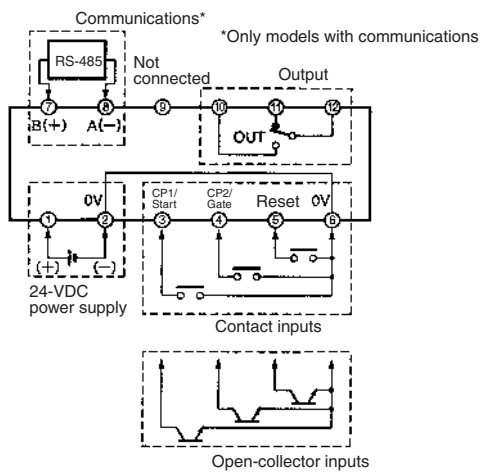 Communications*
*Only models with communications
RS-485
Not
connected
Output
7
8
9
10
11
12
B(+)
A(−)
OUT
0V
CP1/
Start
CP2/
Gate
Reset
0V
1
2
3
4
5
6
(+)
(−)
24-VDC
power supply
Contact inputs
Open-collector inputs